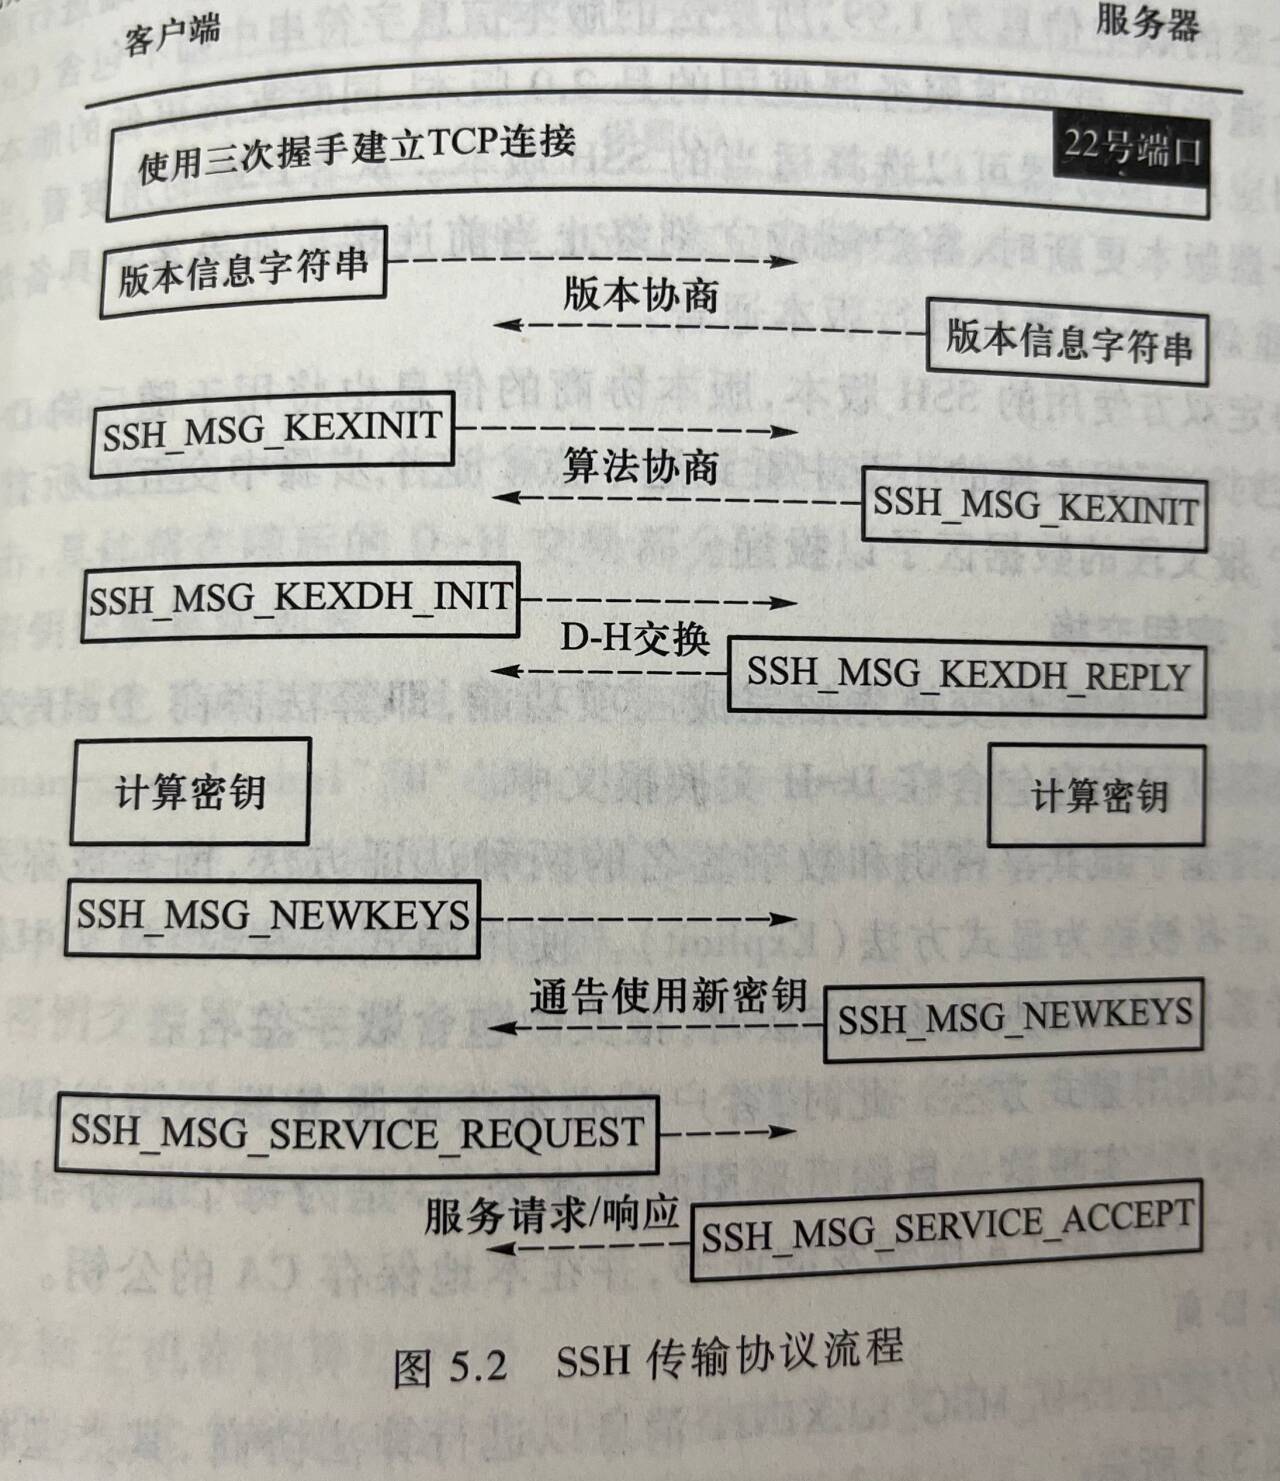 客户端
服务器
使用三次握手建立TCP连接
22号端口
版本信息字符串
版本协商
版本信息字符串
SSH_MSG_KEXINIT
算法协商
SSH_MSG_KEXINIT
SSH_MSG_KEXDH_INIT
D-H交换
SSH_MSG_KEXDH_REPLY
计算密钥
计算密钥
SSH_MSG_NEWKEYS
通告使用新密钥
SSH_MSG_NEWKEYS
SSH_MSG_SERVICE_REQUEST
服务请求/响应
SSH_MSG_SERVICE_ACCEPT
图 5.2 SSH 传输协议流程